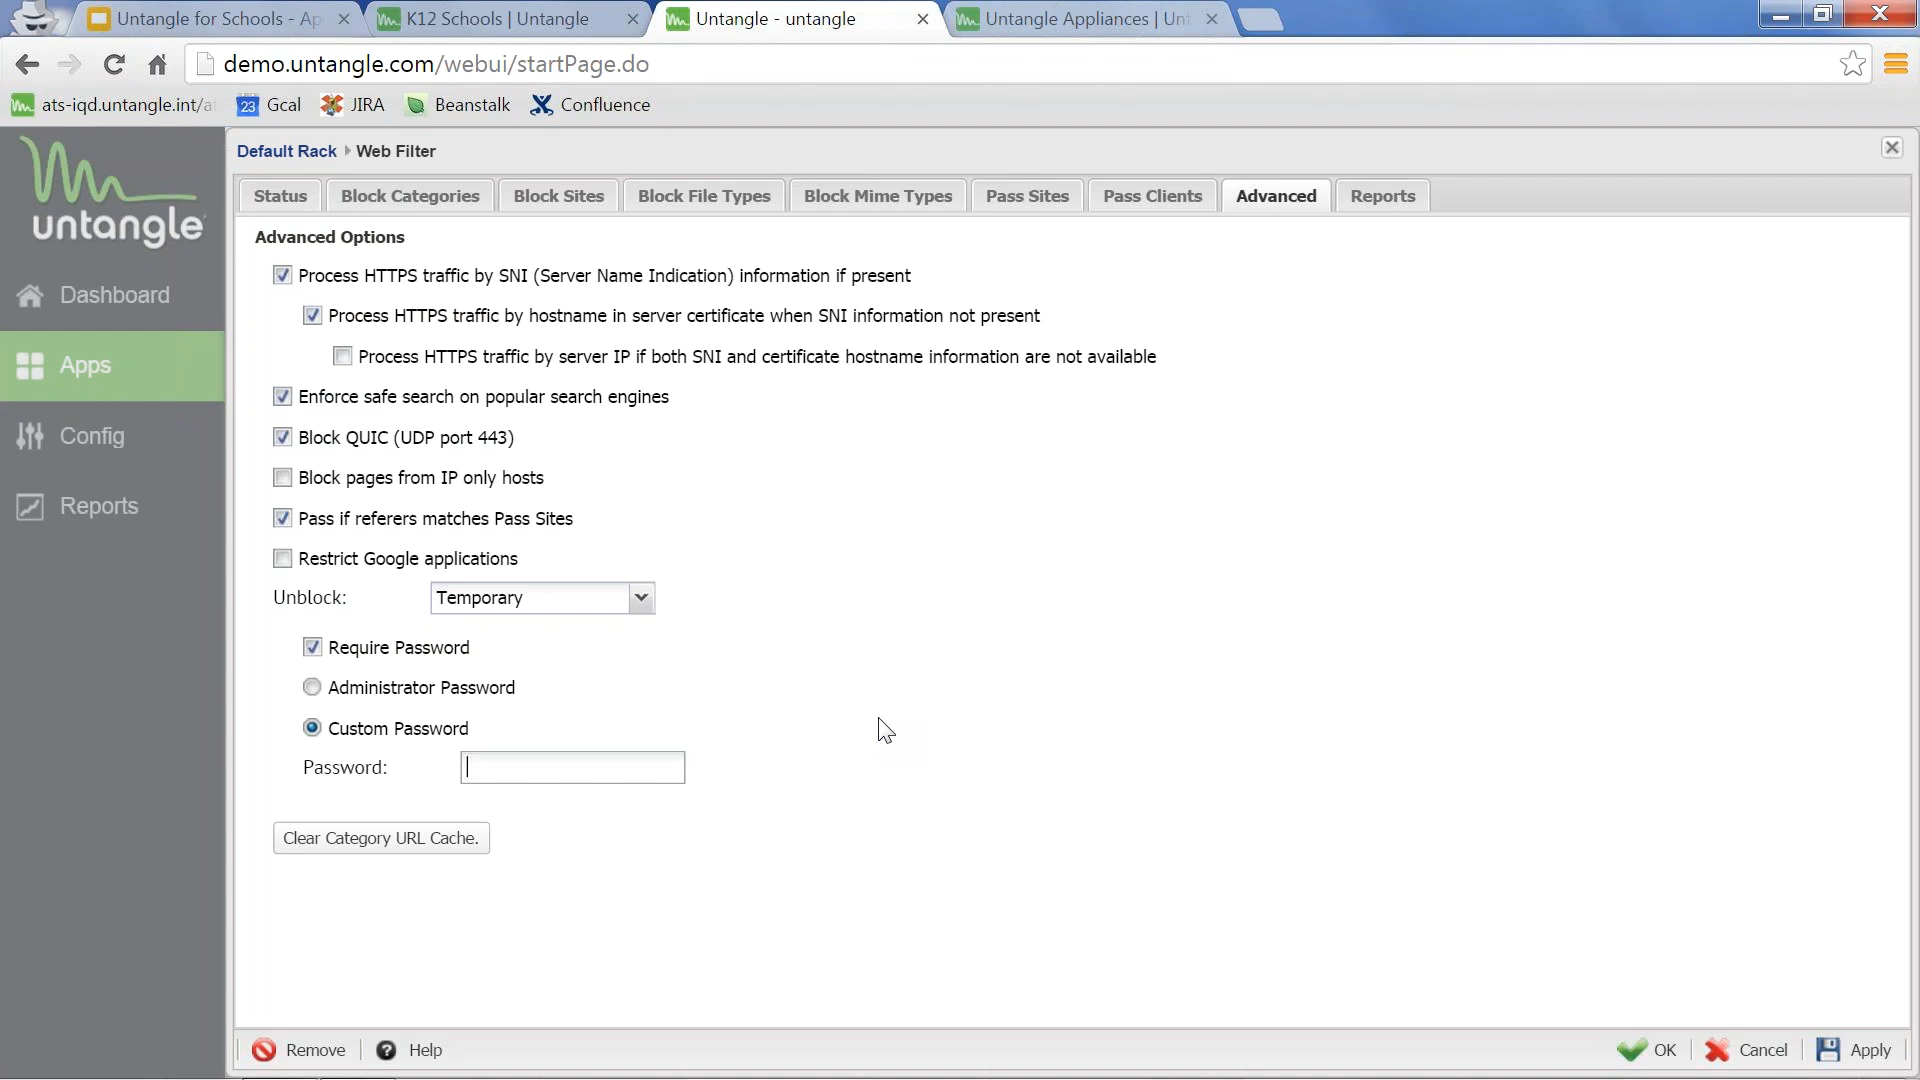 Untangle for Schools - Ap
K12 Schools | Untangle
Untangle - untangle
Untangle Appliances | Unt
demo.untangle.com/webui/startPage.do
ats-iqd.untangle.int/a
23
Gcal
JIRA
Beanstalk
Confluence
untangle
Dashboard
Apps
Config
Reports
Default Rack
Web Filter
Status
Block Categories
Block Sites
Block File Types
Block Mime Types
Pass Sites
Pass Clients
Advanced
Reports
Advanced Options
Process HTTPS traffic by SNI (Server Name Indication) information if present
Process HTTPS traffic by hostname in server certificate when SNI information not present
Process HTTPS traffic by server IP if both SNI and certificate hostname information are not available
Enforce safe search on popular search engines
Block QUIC (UDP port 443)
Block pages from IP only hosts
Pass if referers matches Pass Sites
Restrict Google applications
Unblock:
Temporary
Require Password
Administrator Password
Custom Password
Password:
Clear Category URL Cache.
Remove
Help
OK
Cancel
Apply